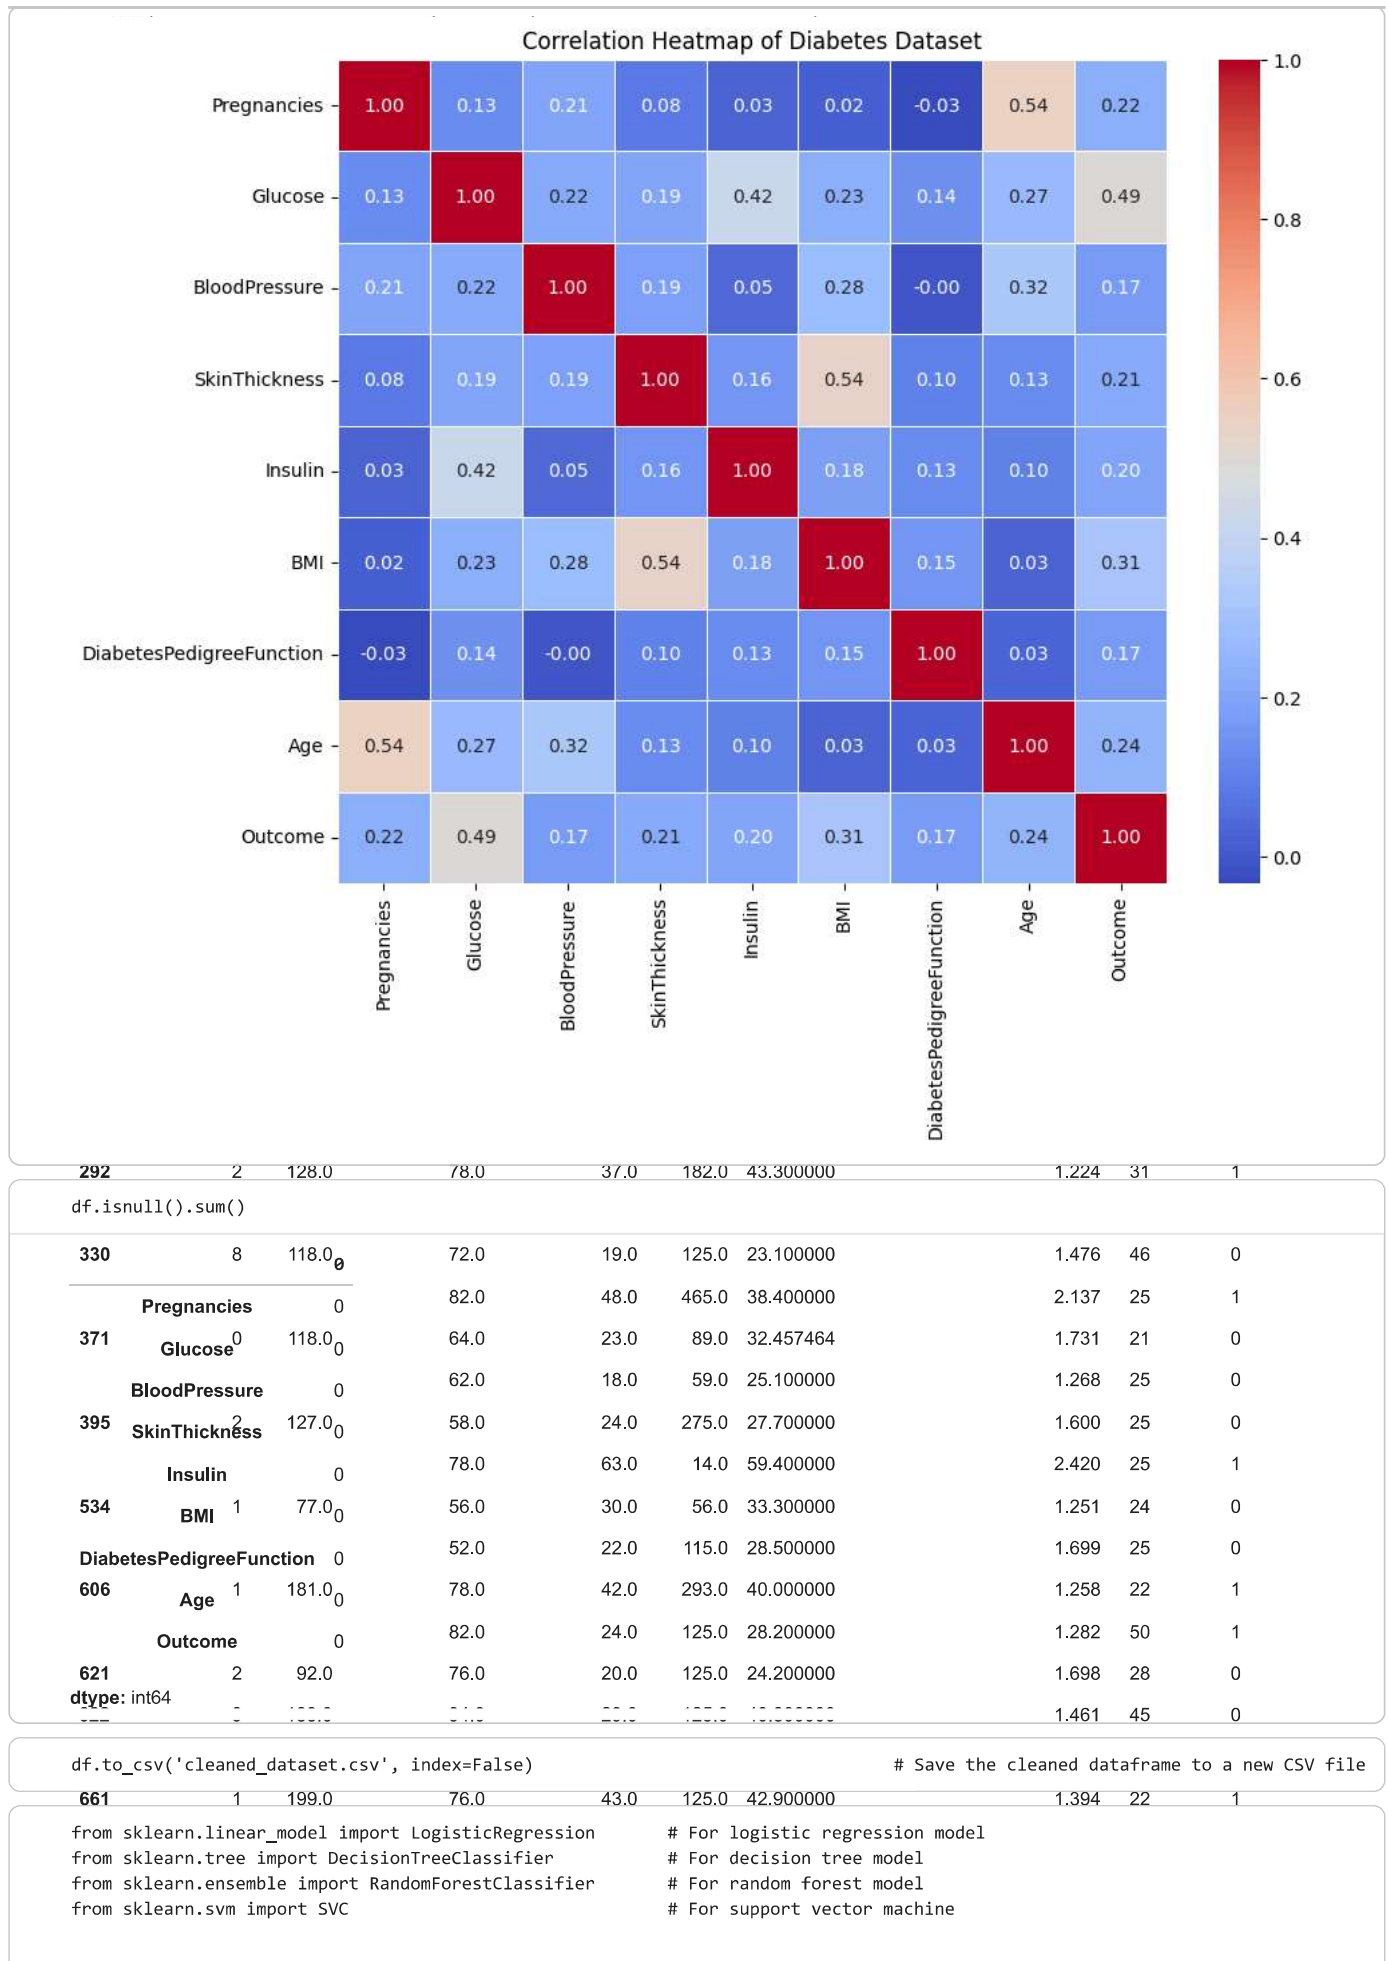 Correlation Heatmap of Diabetes Dataset
1.0
Pregnancies 1.00 0.13 0.21 0.08 0.03 0.02 -0.03 0.54 0.22
Glucose 0.13 1.00 0.22 0.19 0.42 0.23 0.14 0.27 0.49
0.8
BloodPressure 0.21 0.22 1.00 0.19 0.05 0.28 -0.00 0.32 0.17
SkinThickness 0.08 0.19 0.19 1.00 0.16 0.54 0.10 0.13 0.21
0.6
Insulin 0.03 0.42 0.05 0.16 1.00 0.18 0.13 0.10 0.20
0.4
BMI 0.02 0.23 0.28 0.54 0.18 1.00 0.15 0.03 0.31
DiabetesPedigreeFunction -0.03 0.14 -0.00 0.10 0.13 0.15 1.00 0.03 0.17
0.2
Age 0.54 0.27 0.32 0.13 0.10 0.03 0.03 1.00 0.24
Outcome 0.22 0.49 0.17 0.21 0.20 0.31 0.17 0.24 1.00
0.0
Pregnancies Glucose BloodPressure SkinThickness Insulin BMI DiabetesPedigreeFunction Age Outcome
292 2 128.0 78.0 37.0 182.0 43.300000 1.224 31 1
df.isnull().sum()
330 8 118.0 72.0 19.0 125.0 23.100000 1.476 46 0
0
82.0 48.0 465.0 38.400000 2.137 25 1
Pregnancies 0
371 0 118.0 64.0 23.0 89.0 32.457464 1.731 21 0
Glucose 0
62.0 18.0 59.0 25.100000 1.268 25 0
BloodPressure 0
395 2 127.0 58.0 24.0 275.0 27.700000 1.600 25 0
SkinThickness 0
78.0 63.0 14.0 59.400000 2.420 25 1
Insulin 0
534 1 77.0 56.0 30.0 56.0 33.300000 1.251 24 0
BMI 0
52.0 22.0 115.0 28.500000 1.699 25 0
DiabetesPedigreeFunction 0
606 1 181.0 78.0 42.0 293.0 40.000000 1.258 22 1
Age 0
82.0 24.0 125.0 28.200000 1.282 50 1
Outcome 0
621 2 92.0 76.0 20.0 125.0 24.200000 1.698 28 0
dtype: int64
1.461 45 0
df.to_csv('cleaned_dataset.csv', index=False) # Save the cleaned dataframe to a new CSV file
661 1 199.0 76.0 43.0 125.0 42.900000 1.394 22 1
from sklearn.linear_model import LogisticRegression # For logistic regression model
from sklearn.tree import DecisionTreeClassifier # For decision tree model
from sklearn.ensemble import RandomForestClassifier # For random forest model
from sklearn.svm import SVC # For support vector machine